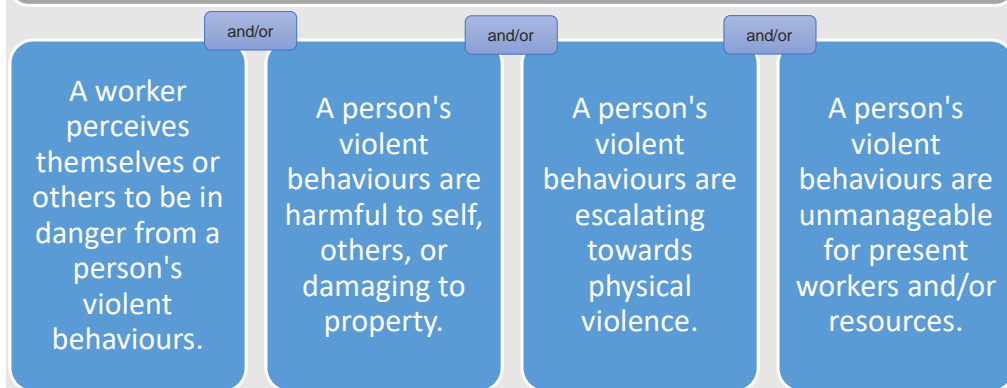 and/or
and/or
and/or
A worker
perceives
themselves or
others to be in
danger from a
person's
violent
behaviours.
A person's
violent
behaviours are
harmful to self,
others, or
damaging to
property.
A person's
violent
behaviours are
escalating
towards
physical
violence.
A person's
violent
behaviours are
unmanageable
for present
workers and/or
resources.